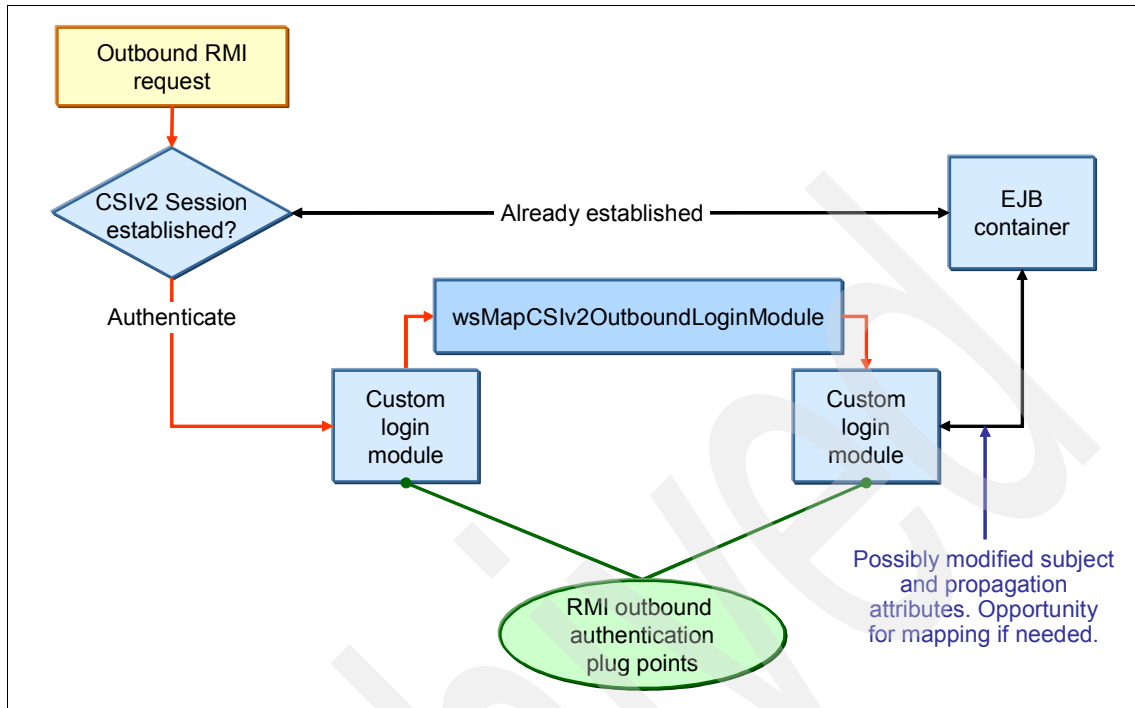 Outbound RMI
request
CSIv2 Session
established?
Already established
EJB
container
Authenticate
wsMapCSIv2OutboundLoginModule
Custom
login
module
Custom
login
module
Possibly modified subject
and propagation
attributes. Opportunity
for mapping if needed.
RMI outbound
authentication
plug points